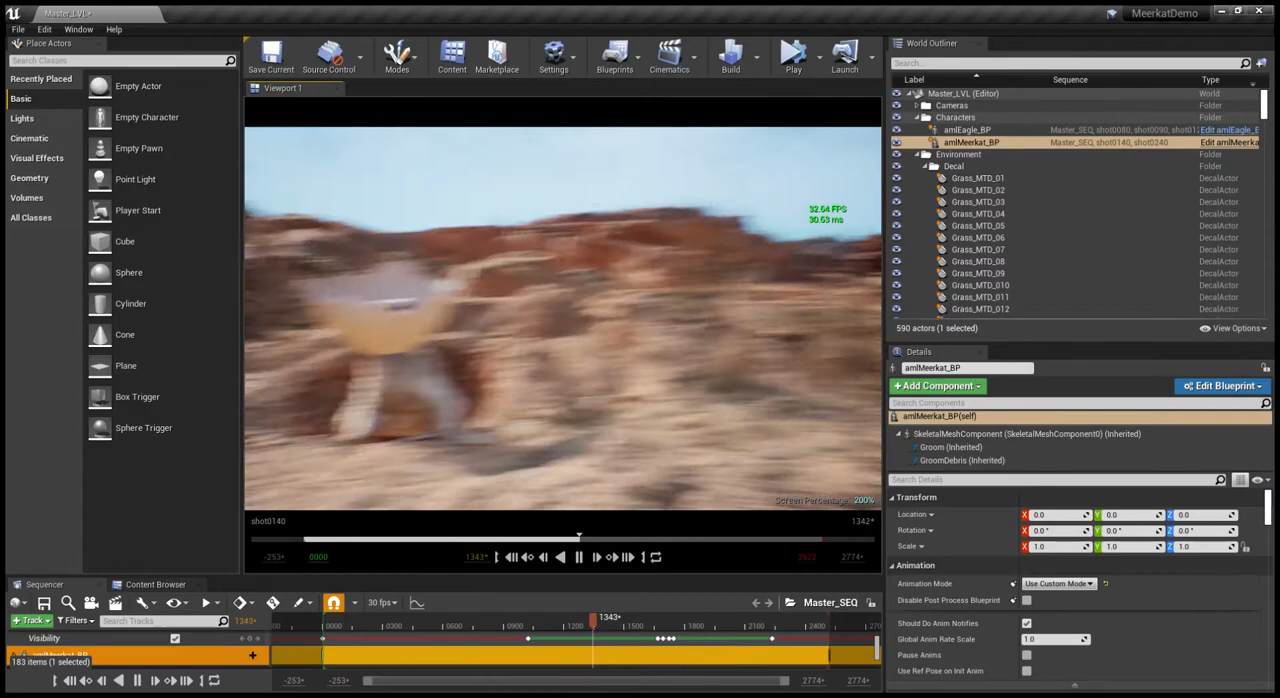 Master_LVL•
MeerkatDemo
File Edit Window Help
Place Actors
Search Classes
Recently Placed
Basic
Lights
Cinematic
Visual Effects
Geometry
Volumes
All Classes
Empty Actor
Empty Character
Empty Pawn
Point Light
Player Start
Cube
Sphere
Cylinder
Cone
Plane
Box Trigger
Sphere Trigger
Save Current Source Control Modes Content Marketplace Settings Blueprints Cinematics Build Play Launch
Viewport 1
32.64 FPS
30.63 ms
Screen Percentage: 200%
shot0140
1342*
-253* 0000 1343* 2622 2774*
World Outliner
Search...
Label Sequence Type
Master_LVL (Editor) World
Cameras Folder
Characters Folder
amlEagle_BP Master_SEQ, shot0080, shot0090, shot01 Edit amlEagle_B
amlMeerkat_BP Master_SEQ, shot0140, shot0240 Edit amlMeerka
Environment Folder
Decal Folder
Grass_MTD_01 DecalActor
Grass_MTD_02 DecalActor
Grass_MTD_03 DecalActor
Grass_MTD_04 DecalActor
Grass_MTD_05 DecalActor
Grass_MTD_06 DecalActor
Grass_MTD_07 DecalActor
Grass_MTD_08 DecalActor
Grass_MTD_09 DecalActor
Grass_MTD_010 DecalActor
Grass_MTD_011 DecalActor
Grass_MTD_012 DecalActor
590 actors (1 selected) View Options
Details
amlMeerkat_BP
+Add Component Edit Blueprint
Search Components
amlMeerkat_BP(self)
SkeletalMeshComponent (SkeletalMeshComponent0) (Inherited)
Groom (Inherited)
GroomDebris (Inherited)
Search Details
Transform
Location X 0.0 Y 0.0 Z 0.0
Rotation X 0.0° Y 0.0° Z 0.0°
Scale X 1.0 Y 1.0 Z 1.0
Animation
Animation Mode Use Custom Mode
Disable Post Process Blueprint
Should Do Anim Notifies
Global Anim Rate Scale 1.0
Pause Anims
Use Ref Pose on Init Anim
Sequencer Content Browser
30 fps Master_SEQ
+ Track Filters Search Tracks 1343*
0300 0600 0900 1200 1343* 1500 1800 2100 2400 270
Visibility
183 items (1 selected)
-253* -253* 2774* 2774*